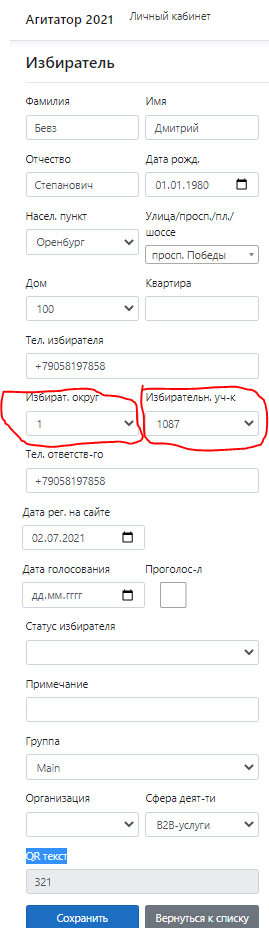 Агитатор 2021 Личный кабинет
Избиратель
Фамилия Имя
Бевз Дмитрий
Отчество Дата рожд.
Степанович 01.01.1980
Насел. пункт Улица/просп./пл./
шоссе
Оренбург просп. Победы
Дом Квартира
100
Тел. избирателя
+79058197858
Избират. округ Избирательн. уч-к
1 1087
Тел. ответств-го
+79058197858
Дата рег. на сайте
02.07.2021
Дата голосования Проголос-л
дд.мм.гггг
Статус избирателя
Примечание
Группа
Main
Организация Сфера деят-ти
B2B-услуги
QR текст
321
Сохранить Вернуться к списку